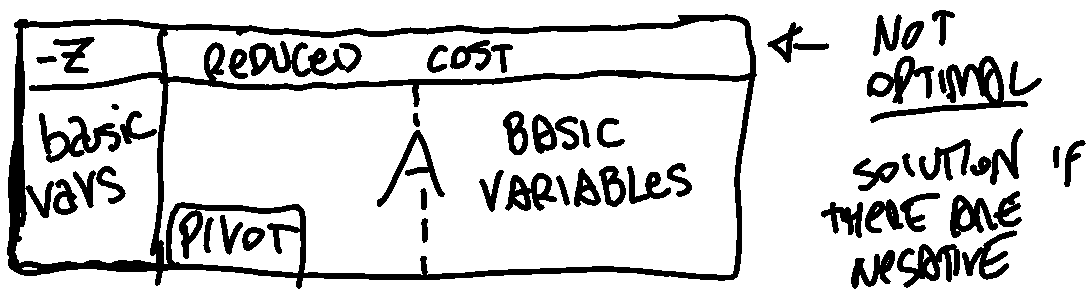 -Z
REDUCED COST
basic
vars
A
BASIC
VARIABLES
PIVOT
NOT
OPTIMAL
SOLUTION IF
THERE ARE
NEGATIVE